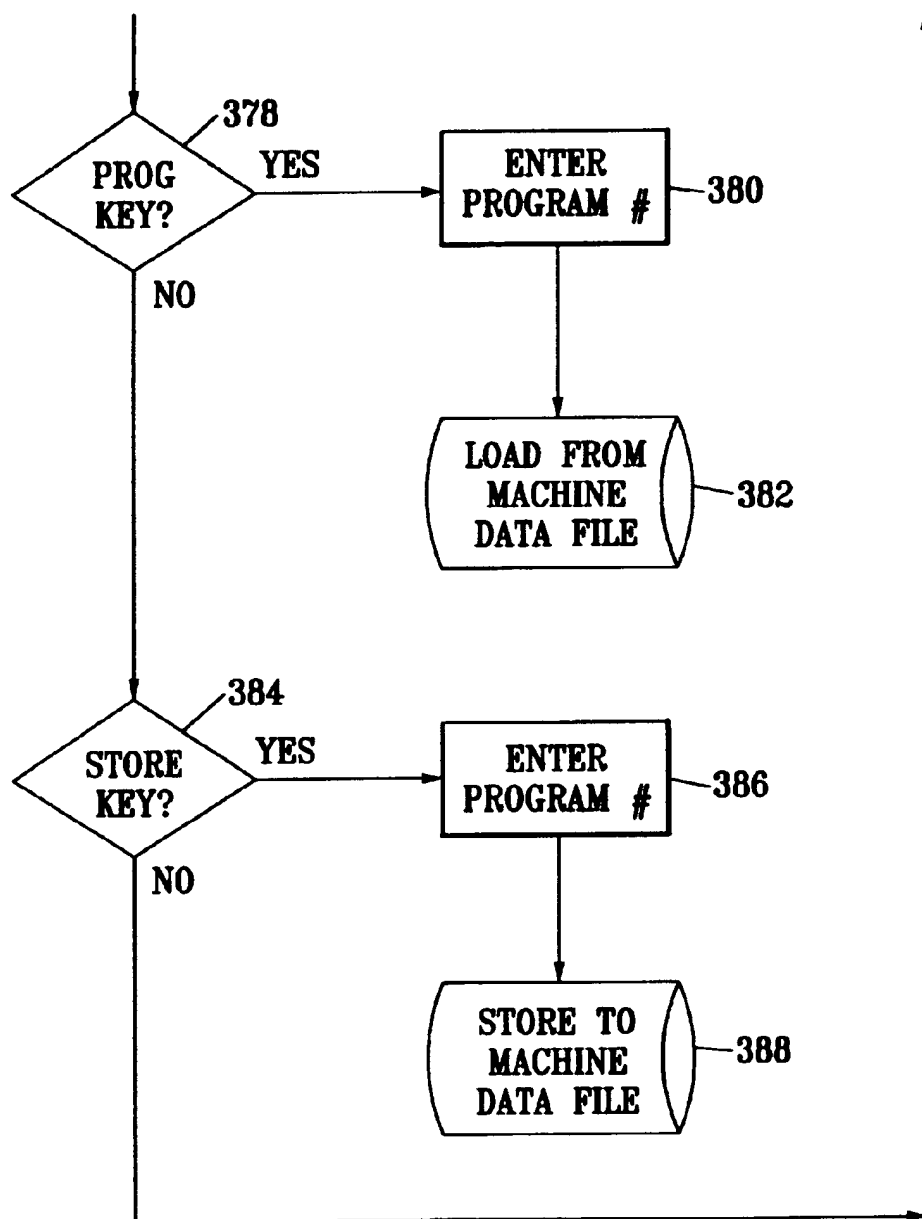 378
PROG
KEY?
YES
NO
ENTER
PROGRAM #
380
LOAD FROM
MACHINE
DATA FILE
382
384
STORE
KEY?
YES
NO
ENTER
PROGRAM #
386
STORE TO
MACHINE
DATA FILE
388